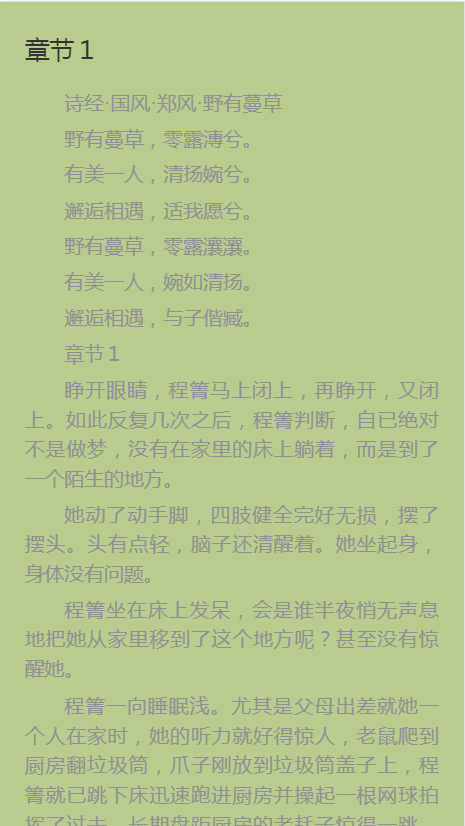 章节1
诗经·国风·郑风·野有蔓草
野有蔓草，零露漙兮。
有美一人，清扬婉兮。
邂逅相遇，适我愿兮。
野有蔓草，零露瀼瀼。
有美一人，婉如清扬。
邂逅相遇，与子偕臧。
章节1
睁开眼睛，程箐马上闭上，再睁开，又闭
上。如此反复几次之后，程箐判断，自已绝对
不是做梦，没有在家里的床上躺着，而是到了
一个陌生的地方。
她动了动手脚，四肢健全完好无损，摆了
摆头。头有点轻，脑子还清醒着。她坐起身，
身体没有问题。
程箐坐在床上发呆，会是谁半夜悄无声息
地把她从家里移到了这个地方呢？甚至没有惊
醒她。
程箐一向睡眠浅。尤其是父母出差就她一
个人在家时，她的听力就好得惊人，老鼠爬到
厨房翻垃圾筒，爪子刚放到垃圾筒盖子上，程
箐就已跳下床迅速跑进厨房并操起一根网球拍
挥了过去。长期盘距厨房的老耗子惊得一跳，